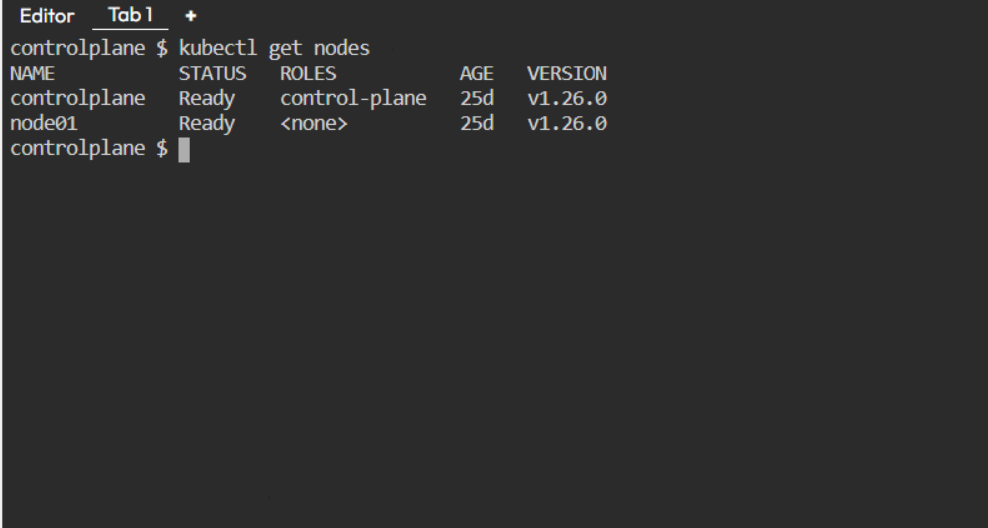 Editor Tab 1 +
controlplane $ kubectl get nodes
NAME STATUS ROLES AGE VERSION
controlplane Ready control-plane 25d v1.26.0
node01 Ready <none> 25d v1.26.0
controlplane $